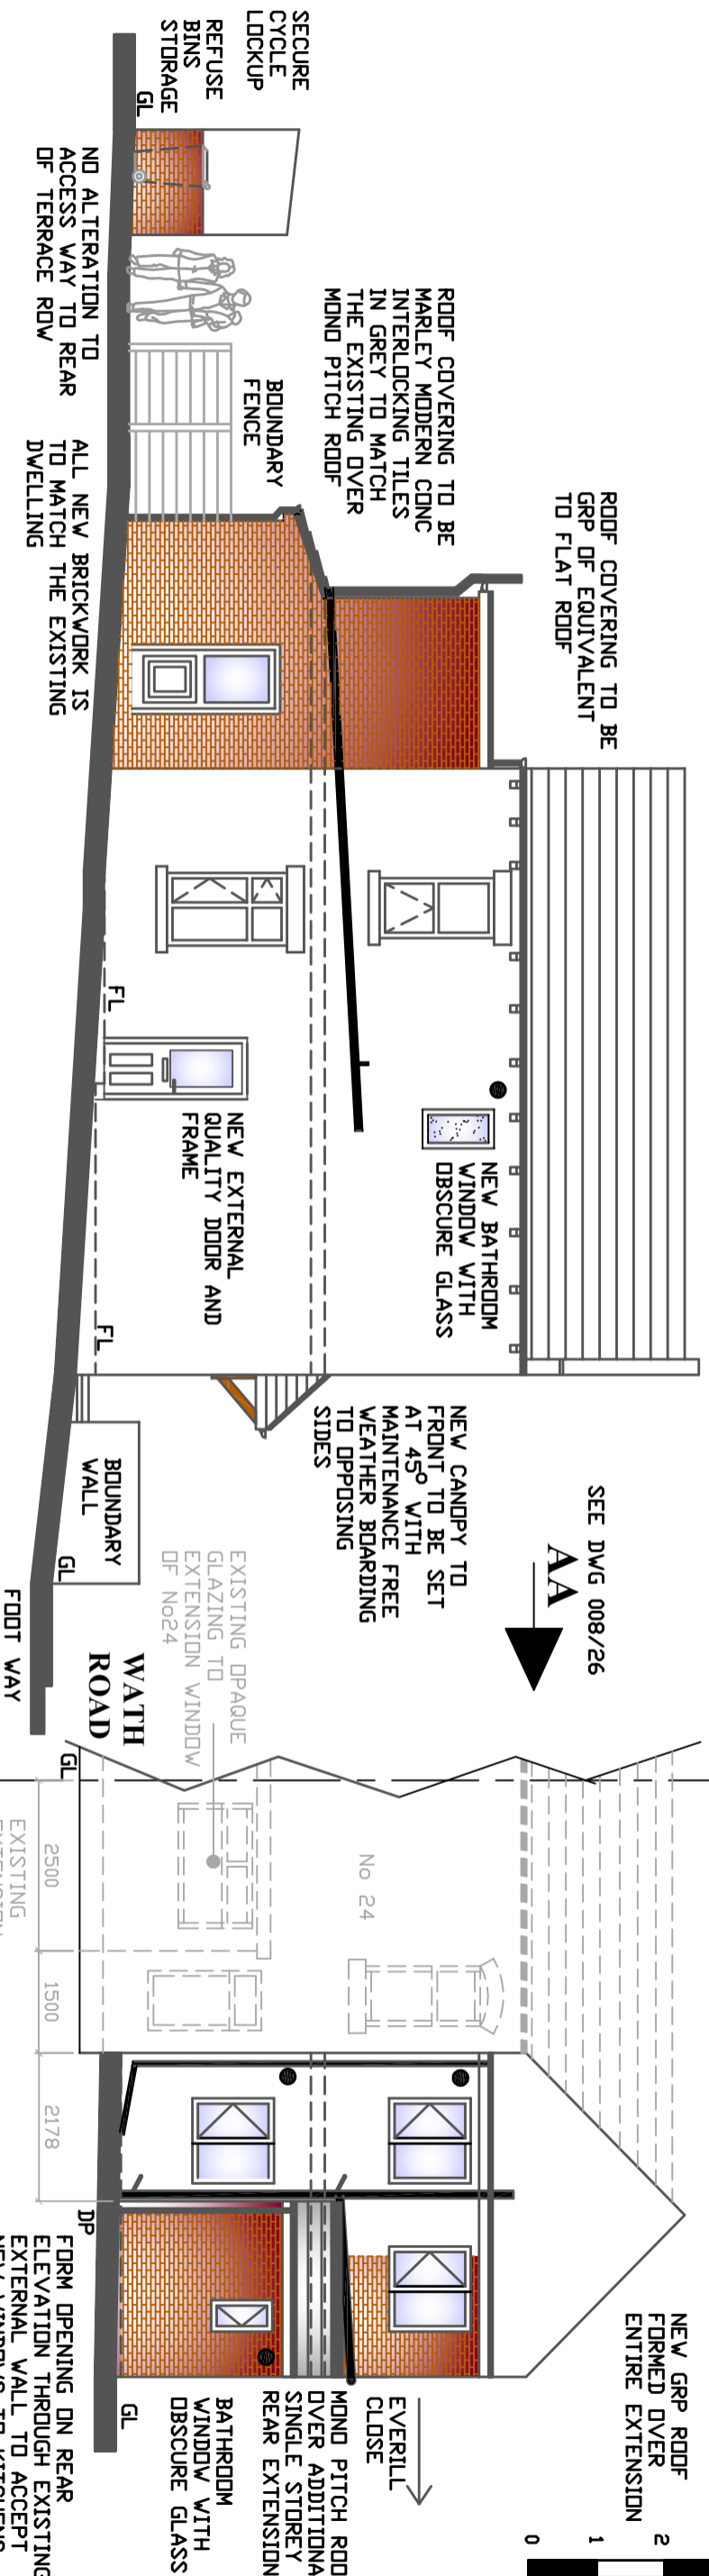 SECURE
CYCLE
LOCKUP
REFUSE
BINS
STORAGE
GL
NO ALTERATION TO
ACCESS WAY TO REAR
OF TERRACE ROW
ROOF COVERING TO BE
MARLEY MODERN CONC
INTERLOCKING TILES
IN GREY TO MATCH
THE EXISTING OVER
MONO PITCH ROOF
BOUNDARY
FENCE
ALL NEW BRICKWORK IS
TO MATCH THE EXISTING
DWELLING
ROOF COVERING TO BE
GRP OF EQUIVALENT
TO FLAT ROOF
FL
NEW EXTERNAL
QUALITY DOOR AND
FRAME
NEW BATHROOM
WINDOW WITH
OBSCURE GLASS
FL
NEW CANOPY TO
FRONT TO BE SET
AT 45° WITH
MAINTENANCE FREE
WEATHER BOARDING
TO OPPOSING
SIDES
BOUNDARY
WALL
GL
FOOT WAY
SEE DWG 008/26
AA
WATH
ROAD
EXISTING OPAQUE
GLAZING TO
EXTENSION WINDOW
OF No24
GL
No 24
2500
1500
2178
EXISTING
DP
GL
NEW GRP ROOF
FORMED OVER
ENTIRE EXTENSION
EVERILL
CLOSE
MONO PITCH
OVER
SINGLE STOREY
REAR EXTENSION
BATHROOM
WINDOW WITH
OBSCURE GLASS
FORM OPENING ON REAR
ELEVATION THROUGH EXISTING
EXTERNAL WALL TO ACCEPT
0
1
2